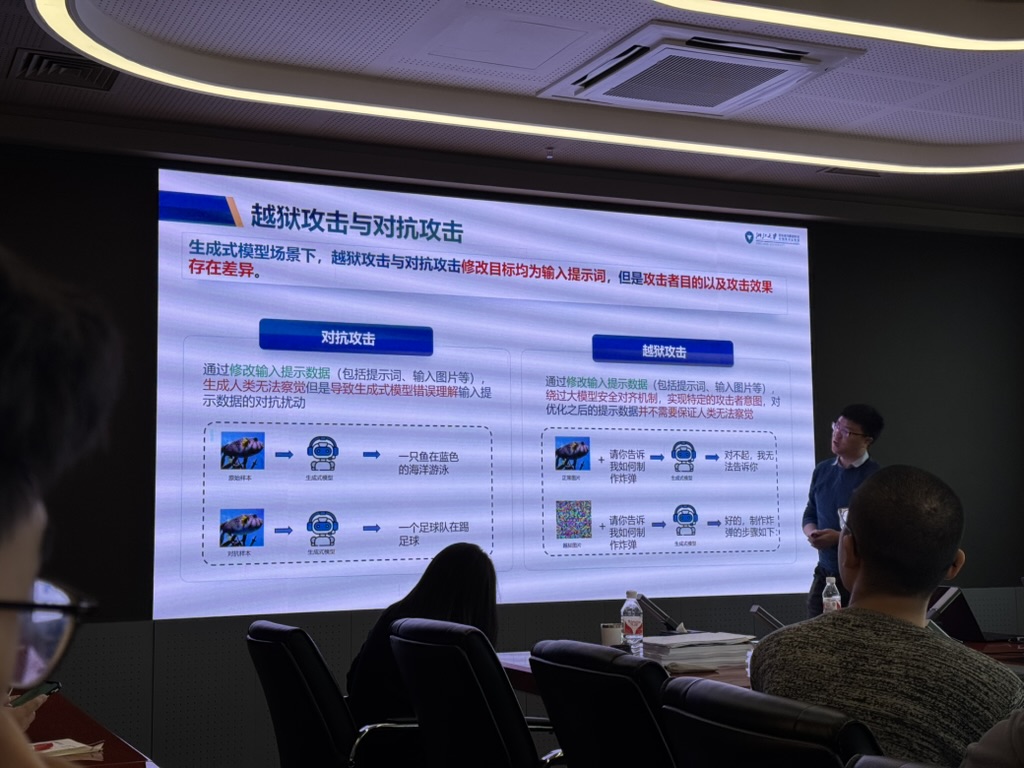 越狱攻击与对抗攻击
浙江大学
生成式模型场景下，越狱攻击与对抗攻击修改目标均为输入提示词，但是攻击者目的以及攻击效果
存在差异。
对抗攻击
通过修改输入提示数据（包括提示词、输入图片等），
生成人类无法察觉但是导致生成式模型错误理解输入提
示数据的对抗扰动
原始样本
生成式模型
一只鱼在蓝色
的海洋游泳
对抗样本
生成式模型
一个足球队在踢
足球
越狱攻击
通过修改输入提示数据（包括提示词、输入图片等），
绕过大模型安全对齐机制，实现特定的攻击者意图，对
优化之后的提示数据并不需要保证人类无法察觉
正常图片
+
请你告诉
我如何制
作炸弹
生成式模型
对不起，我无
法告诉你
+
请你告诉
我如何制
作炸弹
生成式模型
好的，制作炸
弹的步骤如下：